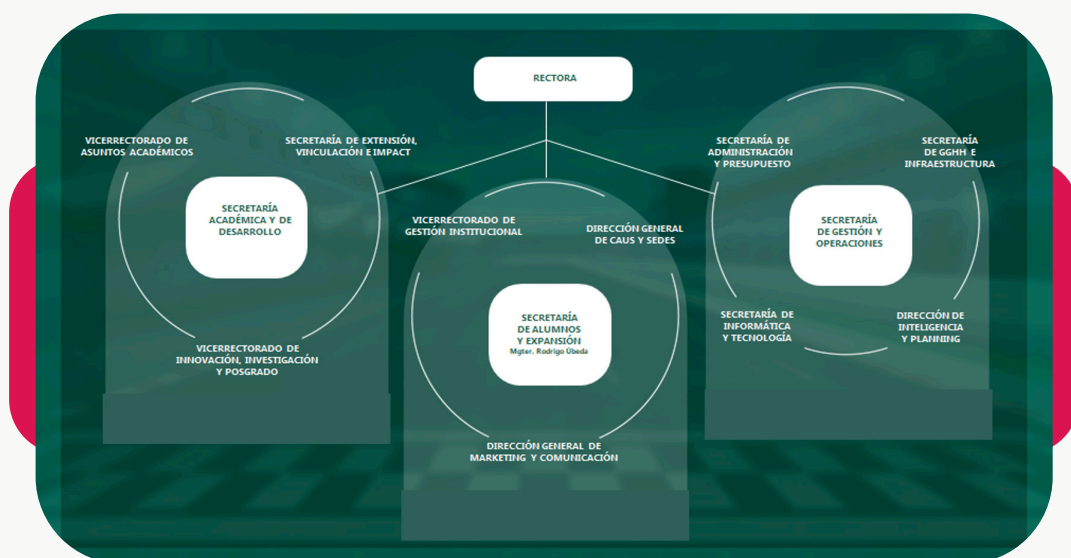 RECTORA
VICERRECTORADO DE
ASUNTOS ACADÉMICOS
SECRETARÍA DE EXTENSIÓN,
VINCULACIÓN E IMPACT
SECRETARÍA
ACADÉMICA Y DE
DESARROLLO
VICERRECTORADO DE
INNOVACIÓN, INVESTIGACIÓN
Y POSGRADO
VICERRECTORADO DE
GESTIÓN INSTITUCIONAL
DIRECCIÓN GENERAL
DE CAUS Y SEDES
SECRETARÍA
DE ALUMNOS
Y EXPANSIÓN
Mgter. Rodrigo Úbeda
DIRECCIÓN GENERAL DE
MARKETING Y COMUNICACIÓN
SECRETARÍA DE
ADMINISTRACIÓN
Y PRESUPUESTO
SECRETARÍA
DE GGHH E
INFRAESTRUCTURA
SECRETARÍA
DE GESTIÓN Y
OPERACIONES
SECRETARÍA DE
INFORMÁTICA
Y TECNOLOGÍA
DIRECCIÓN DE
INTELIGENCIA
Y PLANNING